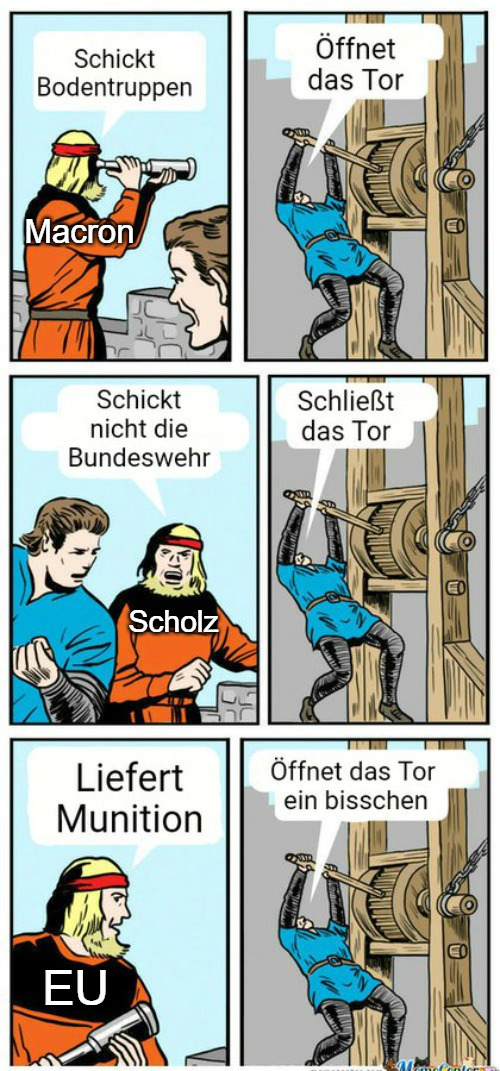 Schickt
Bodentruppen
Macron
Öffnet
das Tor
Schickt
nicht die
Bundeswehr
Scholz
Schließt
das Tor
Liefert
Munition
EU
Öffnet das Tor
ein bisschen
MemeCenter